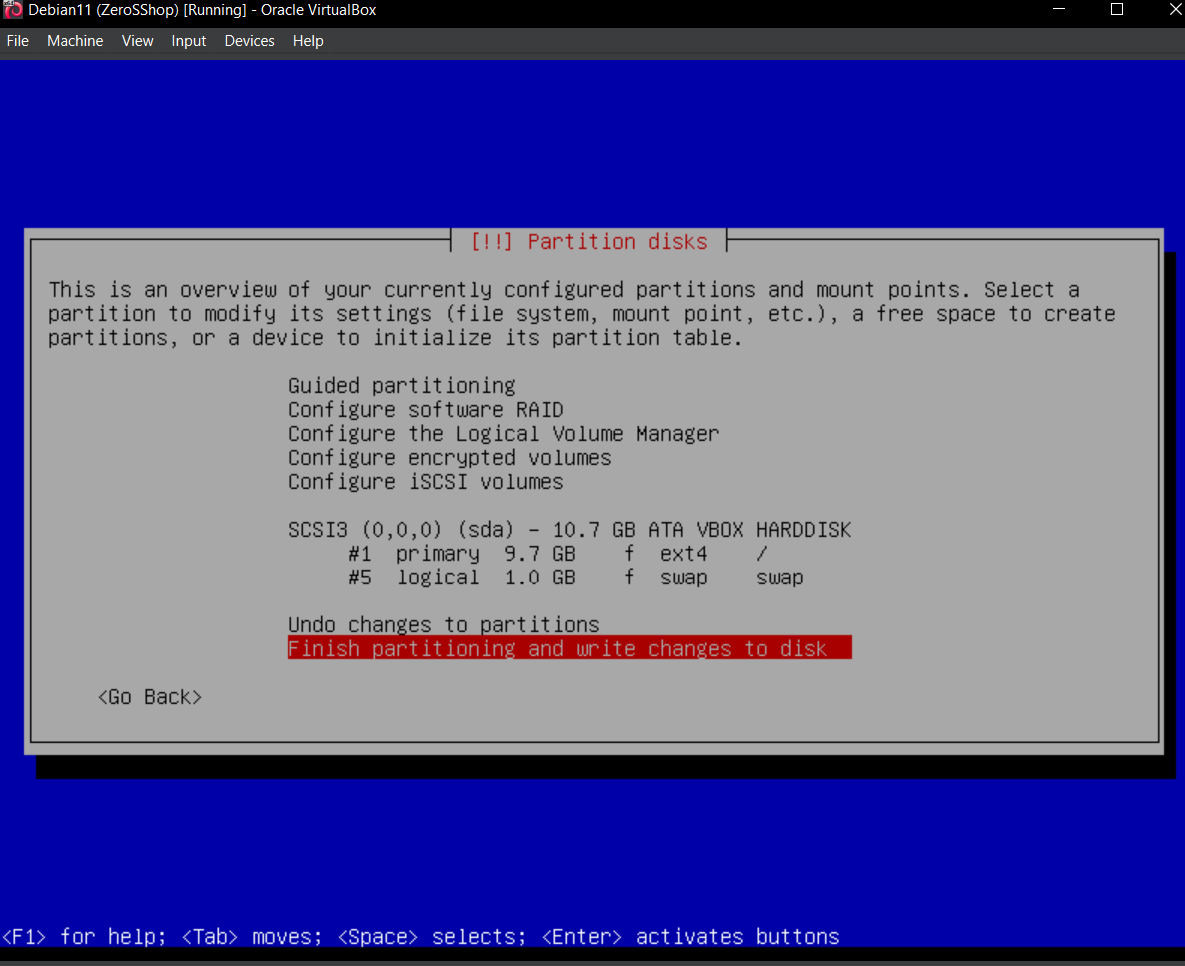 Debian11 (ZeroSShop) [Running] - Oracle VirtualBox
File Machine View Input Devices Help
[!!] Partition disks
This is an overview of your currently configured partitions and mount points. Select a
partition to modify its settings (file system, mount point, etc.), a free space to create
partitions, or a device to initialize its partition table.
Guided partitioning
Configure software RAID
Configure the Logical Volume Manager
Configure encrypted volumes
Configure iSCSI volumes
SCSI3 (0,0,0) (sda) - 10.7 GB ATA VBOX HARDDISK
#1 primary 9.7 GB f ext4 /
#5 logical 1.0 GB f swap swap
Undo changes to partitions
Finish partitioning and write changes to disk
<Go Back>
<F1> for help; <Tab> moves; <Space> selects; <Enter> activates buttons